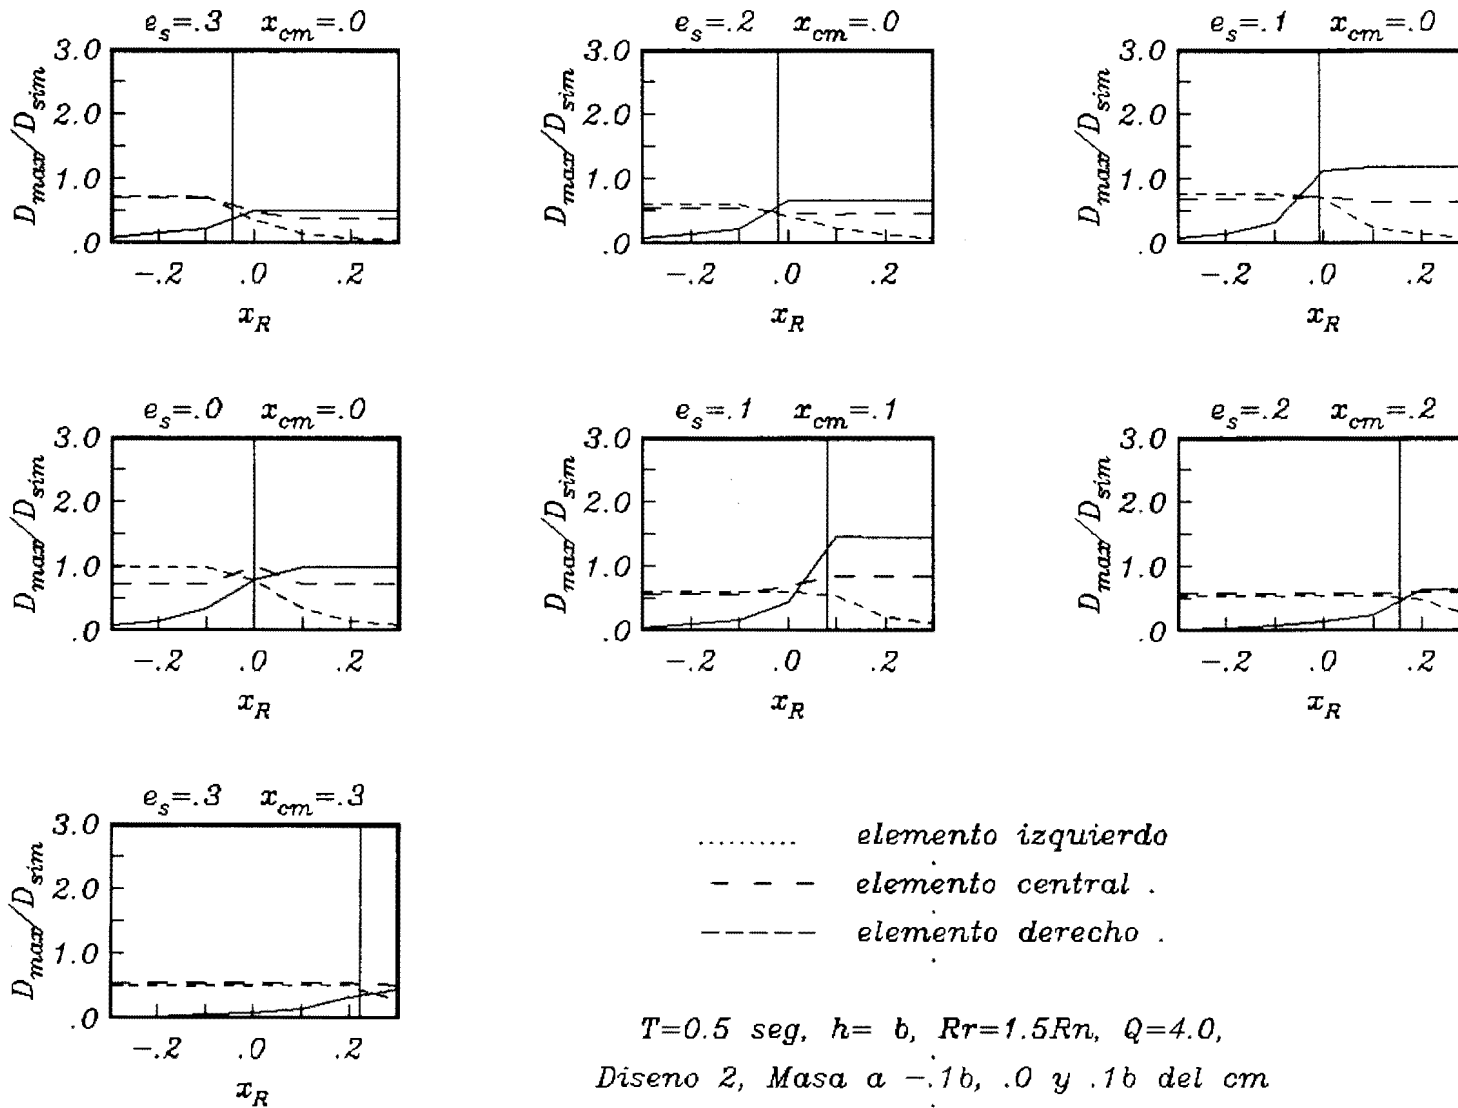 e_s=.3 x_cm=.0
e_s=.2 x_cm=.0
e_s=.1 x_cm=.0
3.0
2.0
1.0
.0
D_max/D_sim
-.2 .0 .2
x_R
3.0
2.0
1.0
.0
D_max/D_sim
-.2 .0 .2
x_R
3.0
2.0
1.0
.0
D_max/D_sim
-.2 .0 .2
x_R
e_s=.0 x_cm=.0
e_s=.1 x_cm=.1
e_s=.2 x_cm=.2
3.0
2.0
1.0
.0
D_max/D_sim
-.2 .0 .2
x_R
3.0
2.0
1.0
.0
D_max/D_sim
-.2 .0 .2
x_R
3.0
2.0
1.0
.0
D_max/D_sim
-.2 .0 .2
x_R
e_s=.3 x_cm=.3
3.0
2.0
1.0
.0
D_max/D_sim
-.2 .0 .2
x_R
elemento izquierdo
elemento central .
elemento derecho .
T=0.5 seg, h= b, Rr=1.5Rn, Q=4.0,
Diseno 2, Masa a -.1b, .0 y .1b del cm